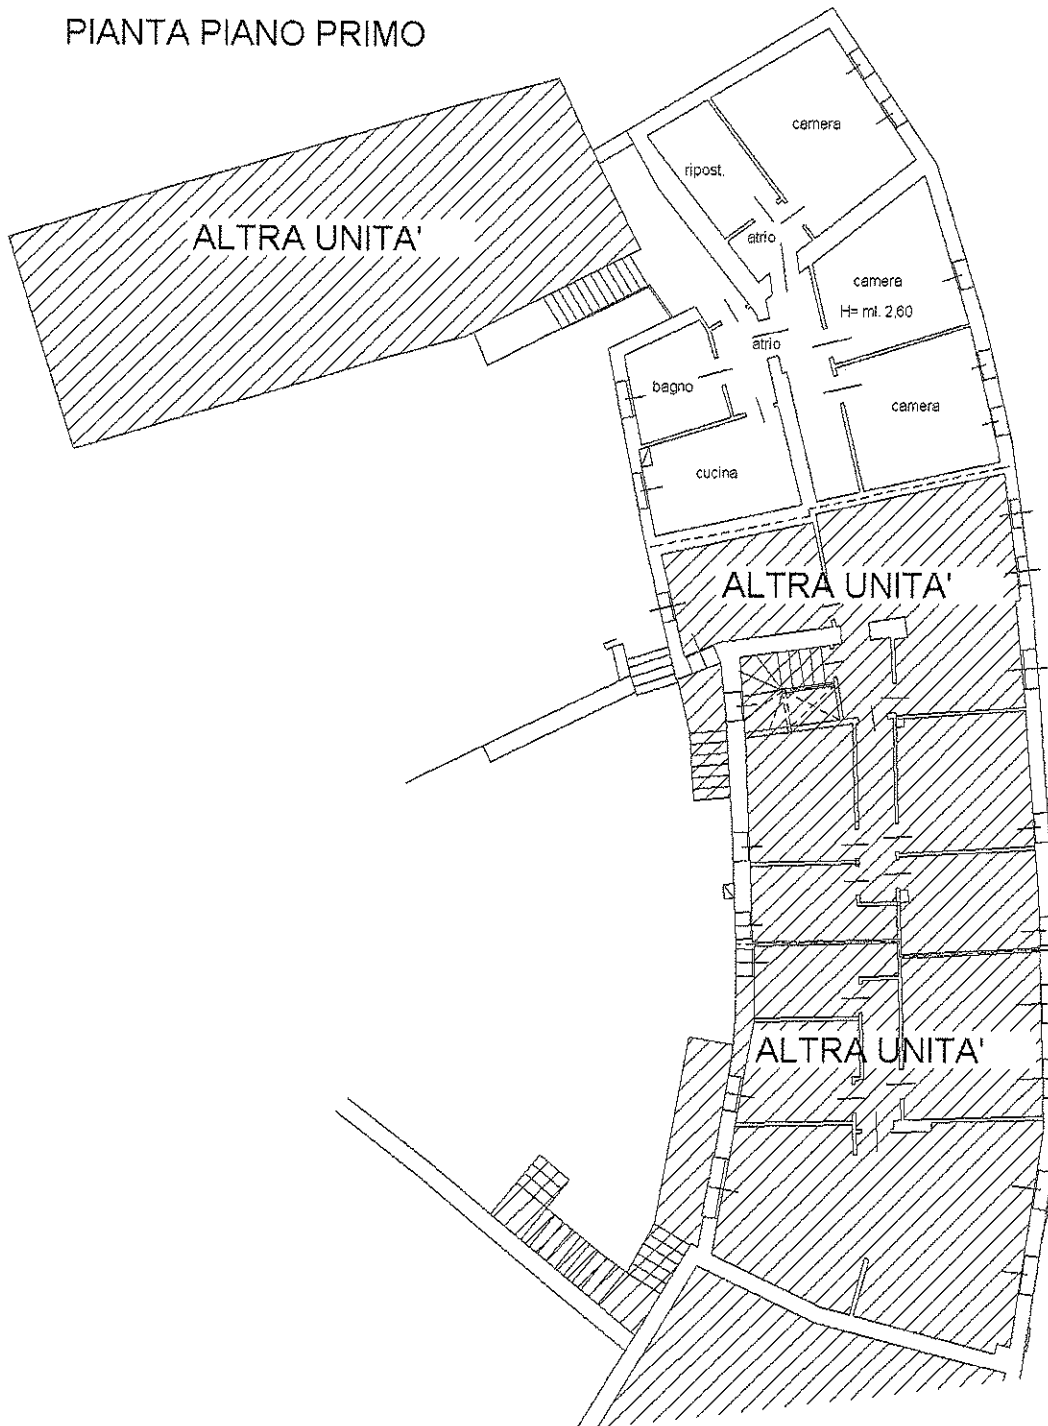 PIANTA PIANO PRIMO
camera
ripost.
ALTRA UNITA'
atrio
camera
H= ml. 2,60
atrio
bagno
camera
cucina
ALTRA UNITA'
ALTRA UNITA'